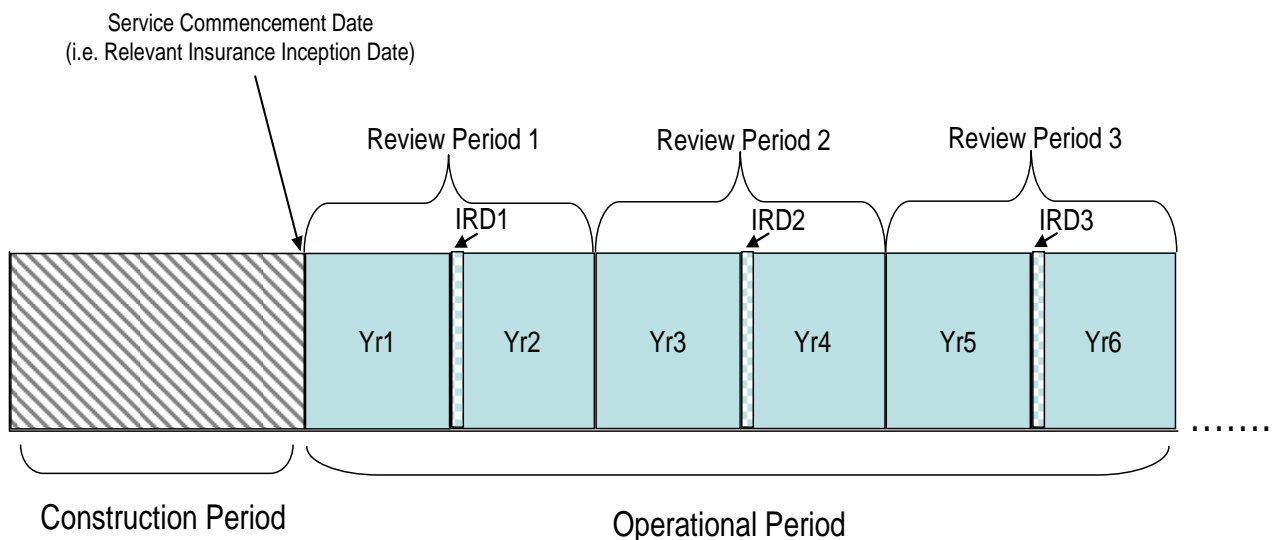 Service Commencement Date
(i.e. Relevant Insurance Inception Date)
Review Period 1
Review Period 2
Review Period 3
IRD1
IRD2
IRD3
Yr1
Yr2
Yr3
Yr4
Yr5
Yr6
.......
Construction Period
Operational Period